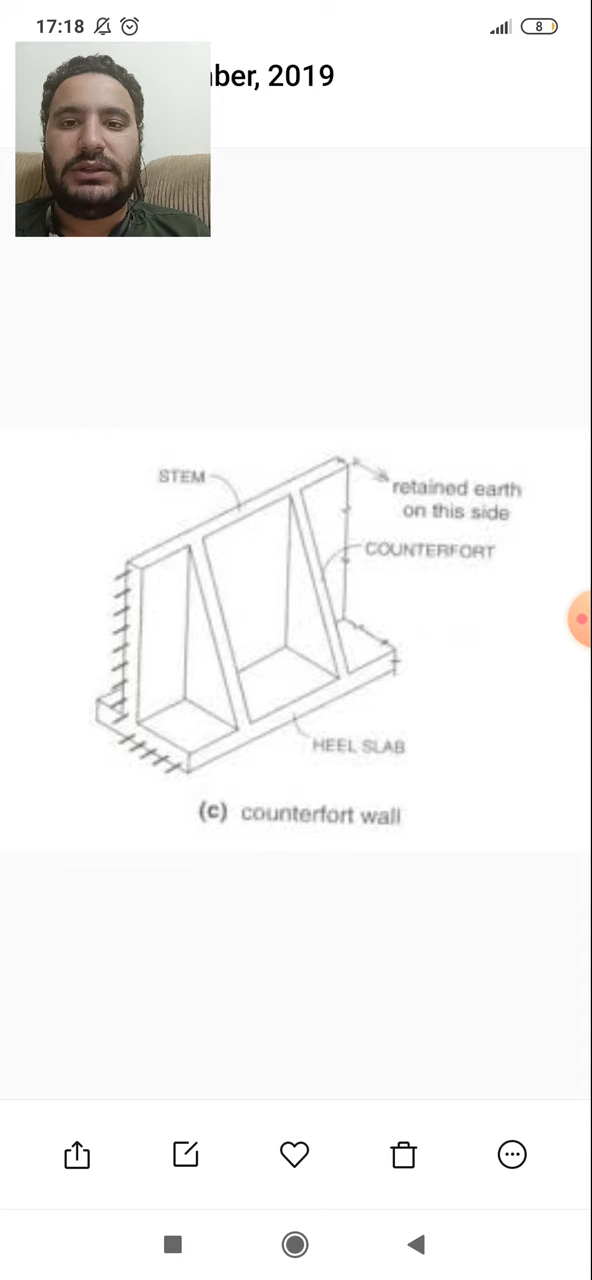 17:18
8
ber, 2019
STEM
retained earth
on this side
COUNTERFORT
HEEL SLAB
(c) counterfort wall